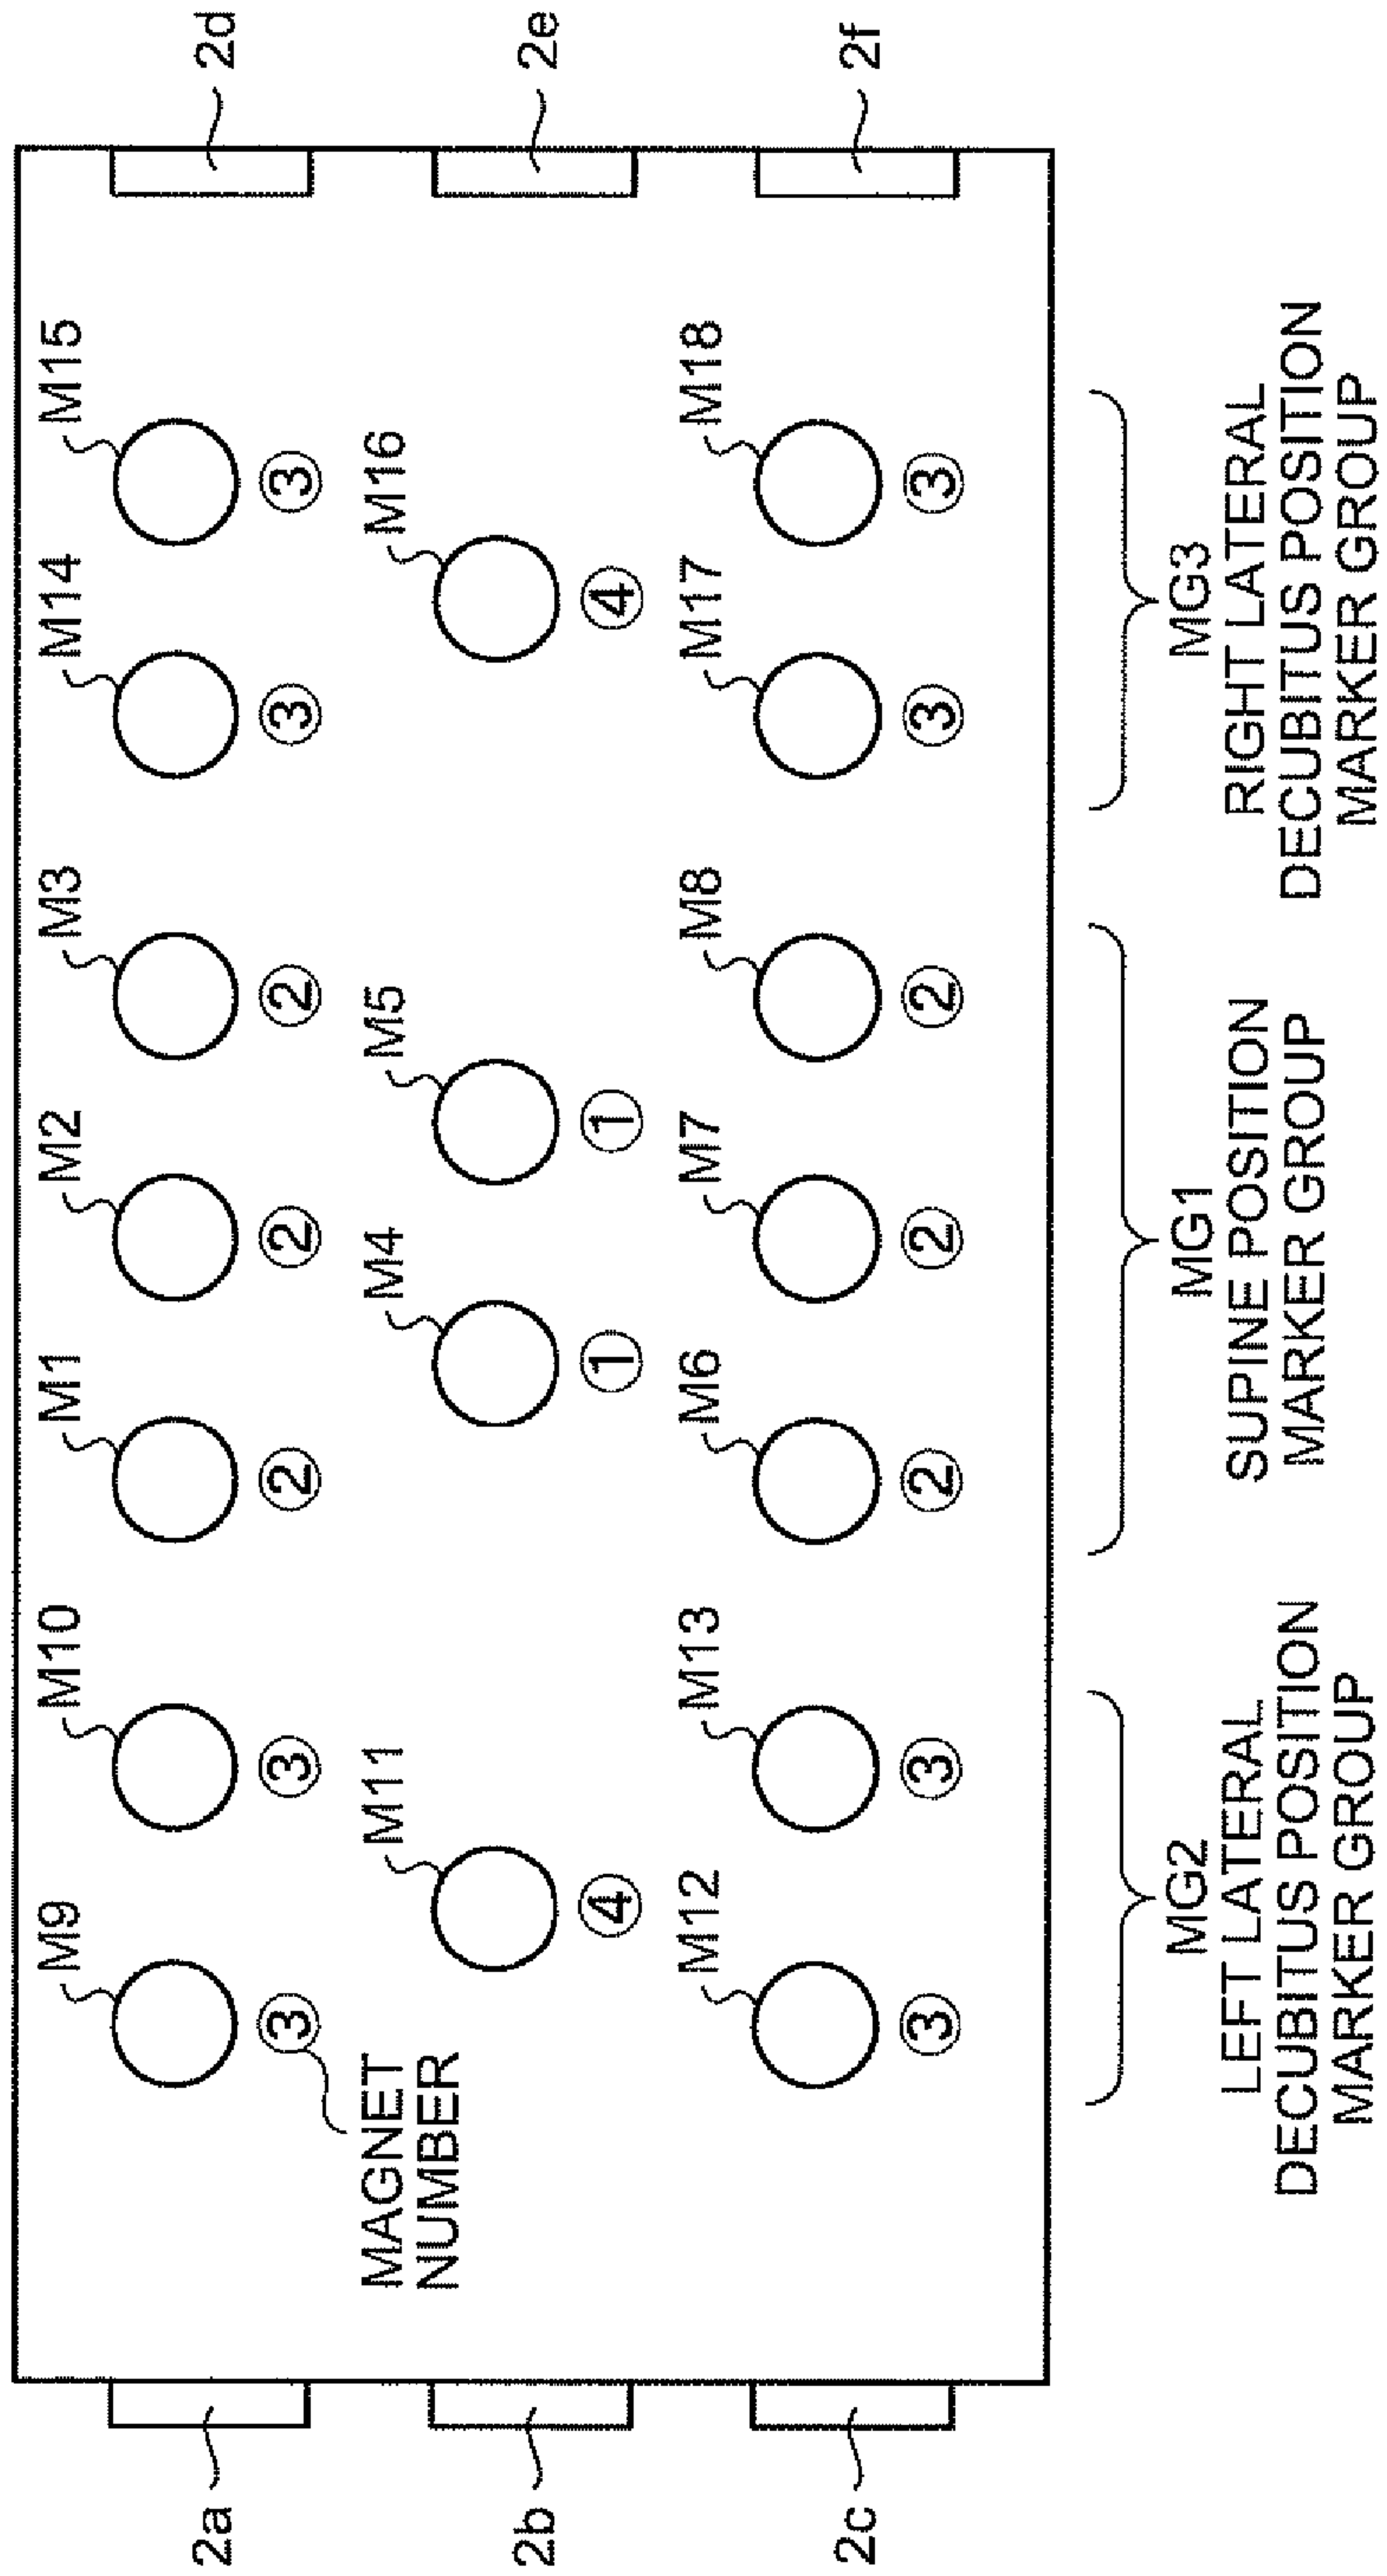 2a
2b
2c
2d
2e
2f
M9
③
M10
③
M1
②
M2
②
M3
②
M14
③
M15
③
MAGNET
NUMBER
M11
④
M4
①
M5
①
M16
④
M12
③
M13
③
M6
②
M7
②
M8
②
M17
③
M18
③
MG2
LEFT LATERAL
DECUBITUS POSITION
MARKER GROUP
MG1
SUPINE POSITION
MARKER GROUP
MG3
RIGHT LATERAL
DECUBITUS POSITION
MARKER GROUP